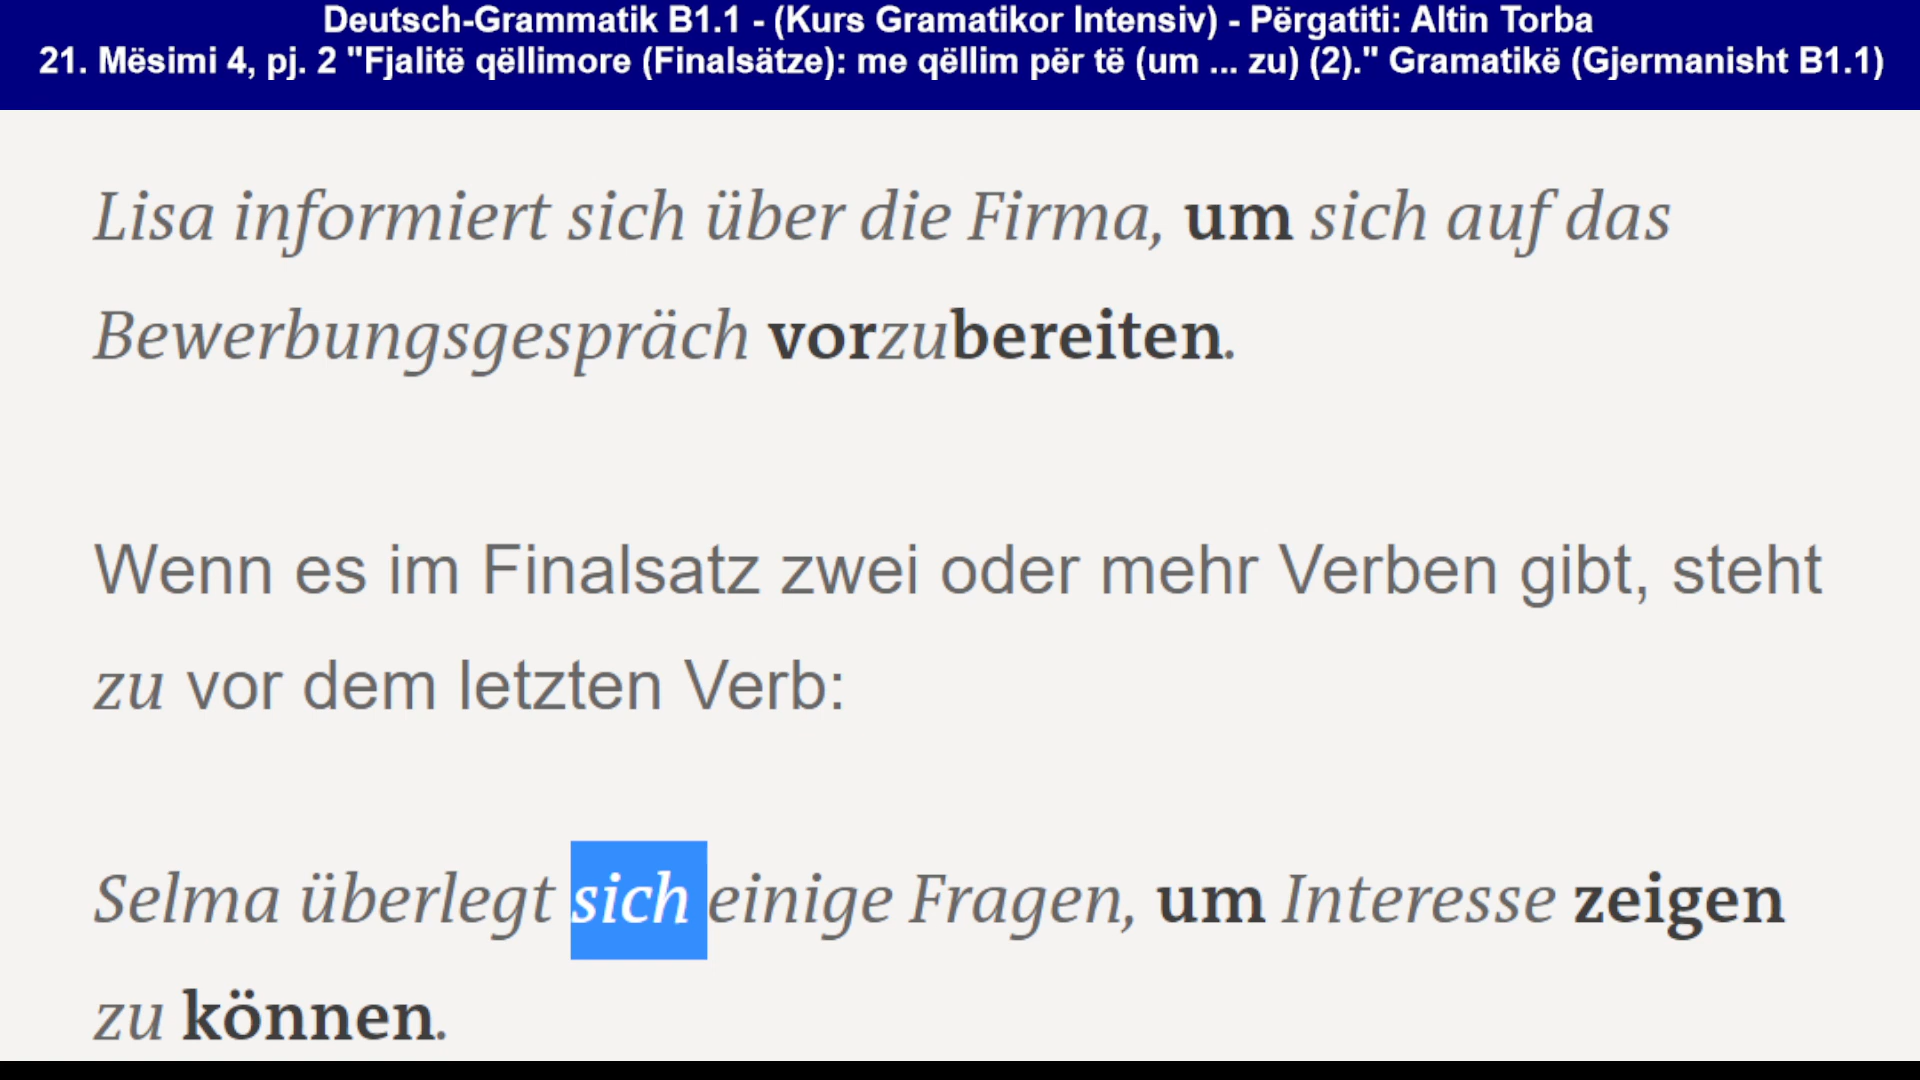 Deutsch-Grammatik B1.1 - (Kurs Gramatikor Intensiv) - Përgatiti: Altin Torba
21. Mësimi 4, pj. 2 "Fjalitë qëllimore (Finalsätze): me qëllim për të (um ... zu) (2)." Gramatikë (Gjermanisht B1.1)
Lisa informiert sich über die Firma, um sich auf das
Bewerbungsgespräch vorzubereiten.
Wenn es im Finalsatz zwei oder mehr Verben gibt, steht
zu vor dem letzten Verb:
Selma überlegt sich einige Fragen, um Interesse zeigen
zu können.